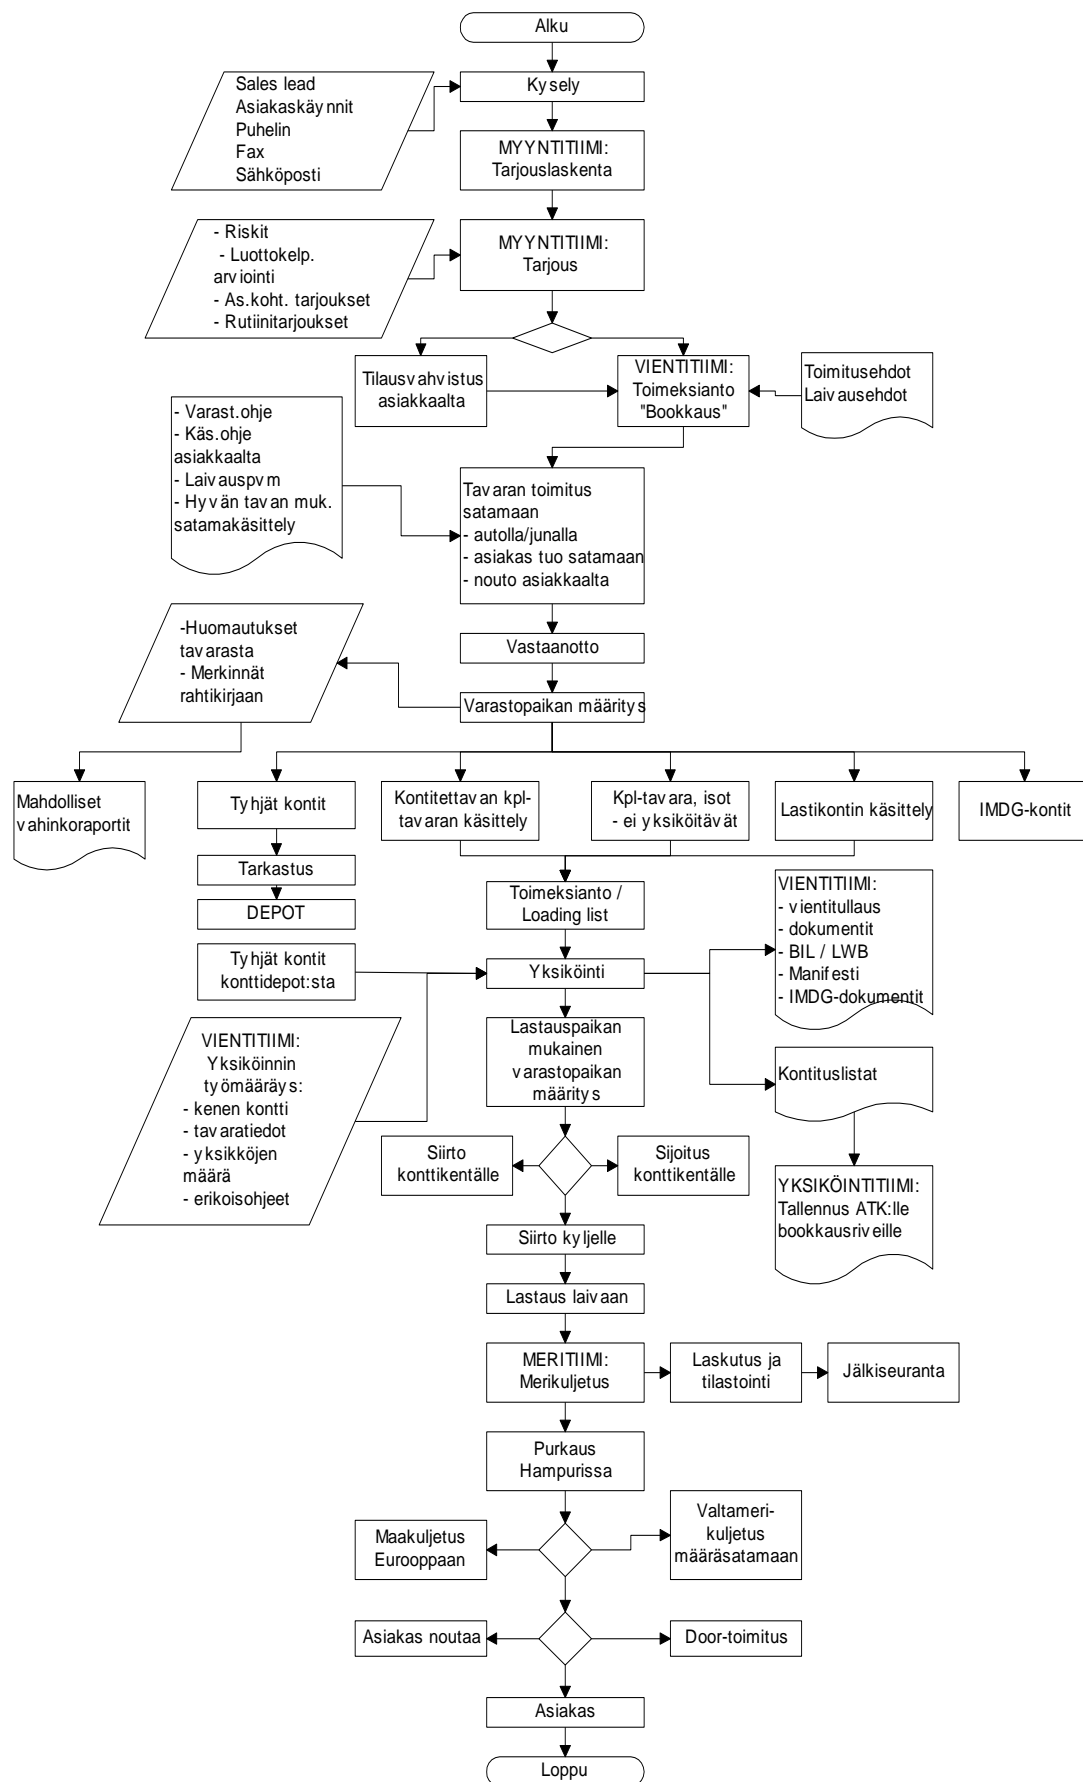 Alku
Sales lead
Asiakaskäynnit
Puhelin
Fax
Sähköposti
Kysely
MYYNTITIIMI:
Tarjouslaskenta
- Riskit
- Luottokelp.
arviointi
- As.koht. tarjoukset
- Rutiinitarjoukset
MYYNTITIIMI:
Tarjous
Tilausvahvistus
asiakkaalta
VIENTITIIMI:
Toimeksianto
"Bookkaus"
Toimitusehdot
Laivausehdot
- Varast.ohje
- Käs.ohje
asiakkaalta
- Laivauspvm
- Hyvän tavan muk.
satamakäsittely
Tavaran toimitus
satamaan
- autolla/junalla
- asiakas tuo satamaan
- nouto asiakkaalta
-Huomautukset
tavarasta
- Merkinnät
rahtikirjaan
Vastaanotto
Varastopaikan määritys
Mahdolliset
vahinkoraportit
Tyhjät kontit
Kontitettavan kpl-
tavaran käsittely
Kpl-tavara, isot
- ei yksiköitävät
Lastikontin käsittely
IMDG-kontit
Tarkastus
DEPOT
Toimeksianto /
Loading list
VIENTITIIMI:
- vientitullaus
- dokumentit
- BIL / LWB
- Manifesti
- IMDG-dokumentit
Tyhjät kontit
konttidepot:sta
Yksiköinti
VIENTITIIMI:
Yksiköinnin
työmääräys:
- kenen kontti
- tavaratiedot
- yksikköjen
määrä
- erikoisohjeet
Lastauspaikan
mukainen
varastopaikan
määritys
Kontituslistat
Siirto
konttikentälle
Sijoitus
konttikentälle
YKSIKÖINTITIIMI:
Tallennus ATK:lle
bookkausriveille
Siirto kyljelle
Lastaus laivaan
MERITIIMI:
Merikuljetus
Laskutus ja
tilastointi
Jälkiseuranta
Purkaus
Hampurissa
Maakuljetus
Eurooppaan
Valtameri-
kuljetus
määräsatamaan
Asiakas noutaa
Door-toimitus
Asiakas
Loppu